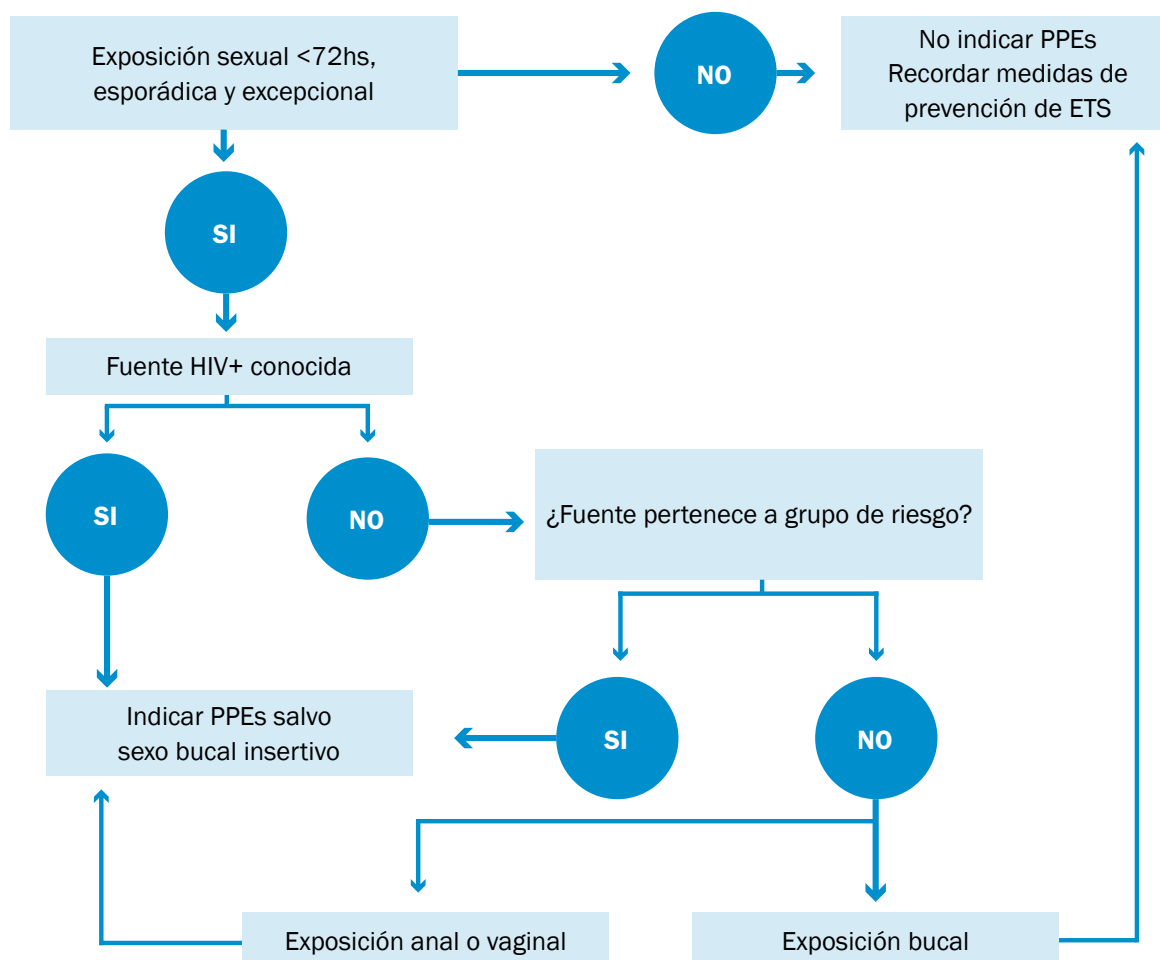 Exposición sexual <72hs,
esporádica y excepcional
NO
No indicar PPEs
Recordar medidas de
prevención de ETS
SI
Fuente HIV+ conocida
SI
NO
¿Fuente pertenece a grupo de riesgo?
Indicar PPEs salvo
sexo bucal insertivo
SI
NO
Exposición anal o vaginal
Exposición bucal